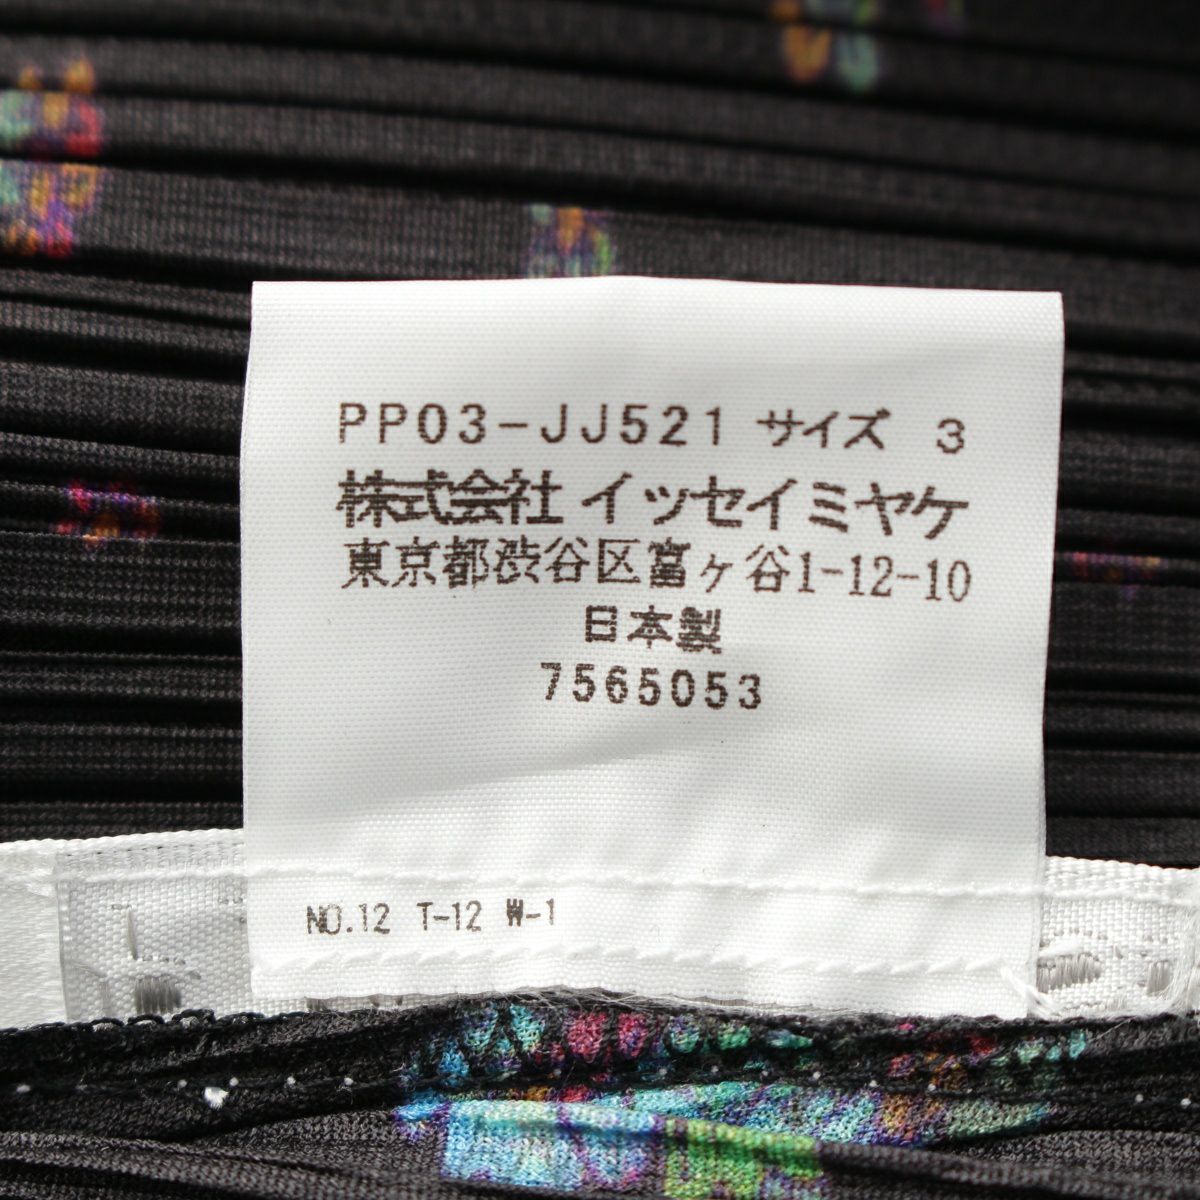 PP03-JJ521 サイズ 3
株式会社 イッセイミヤケ
東京都渋谷区富ヶ谷1-12-10
日本製
7565053
NO.12 T-12 W-1